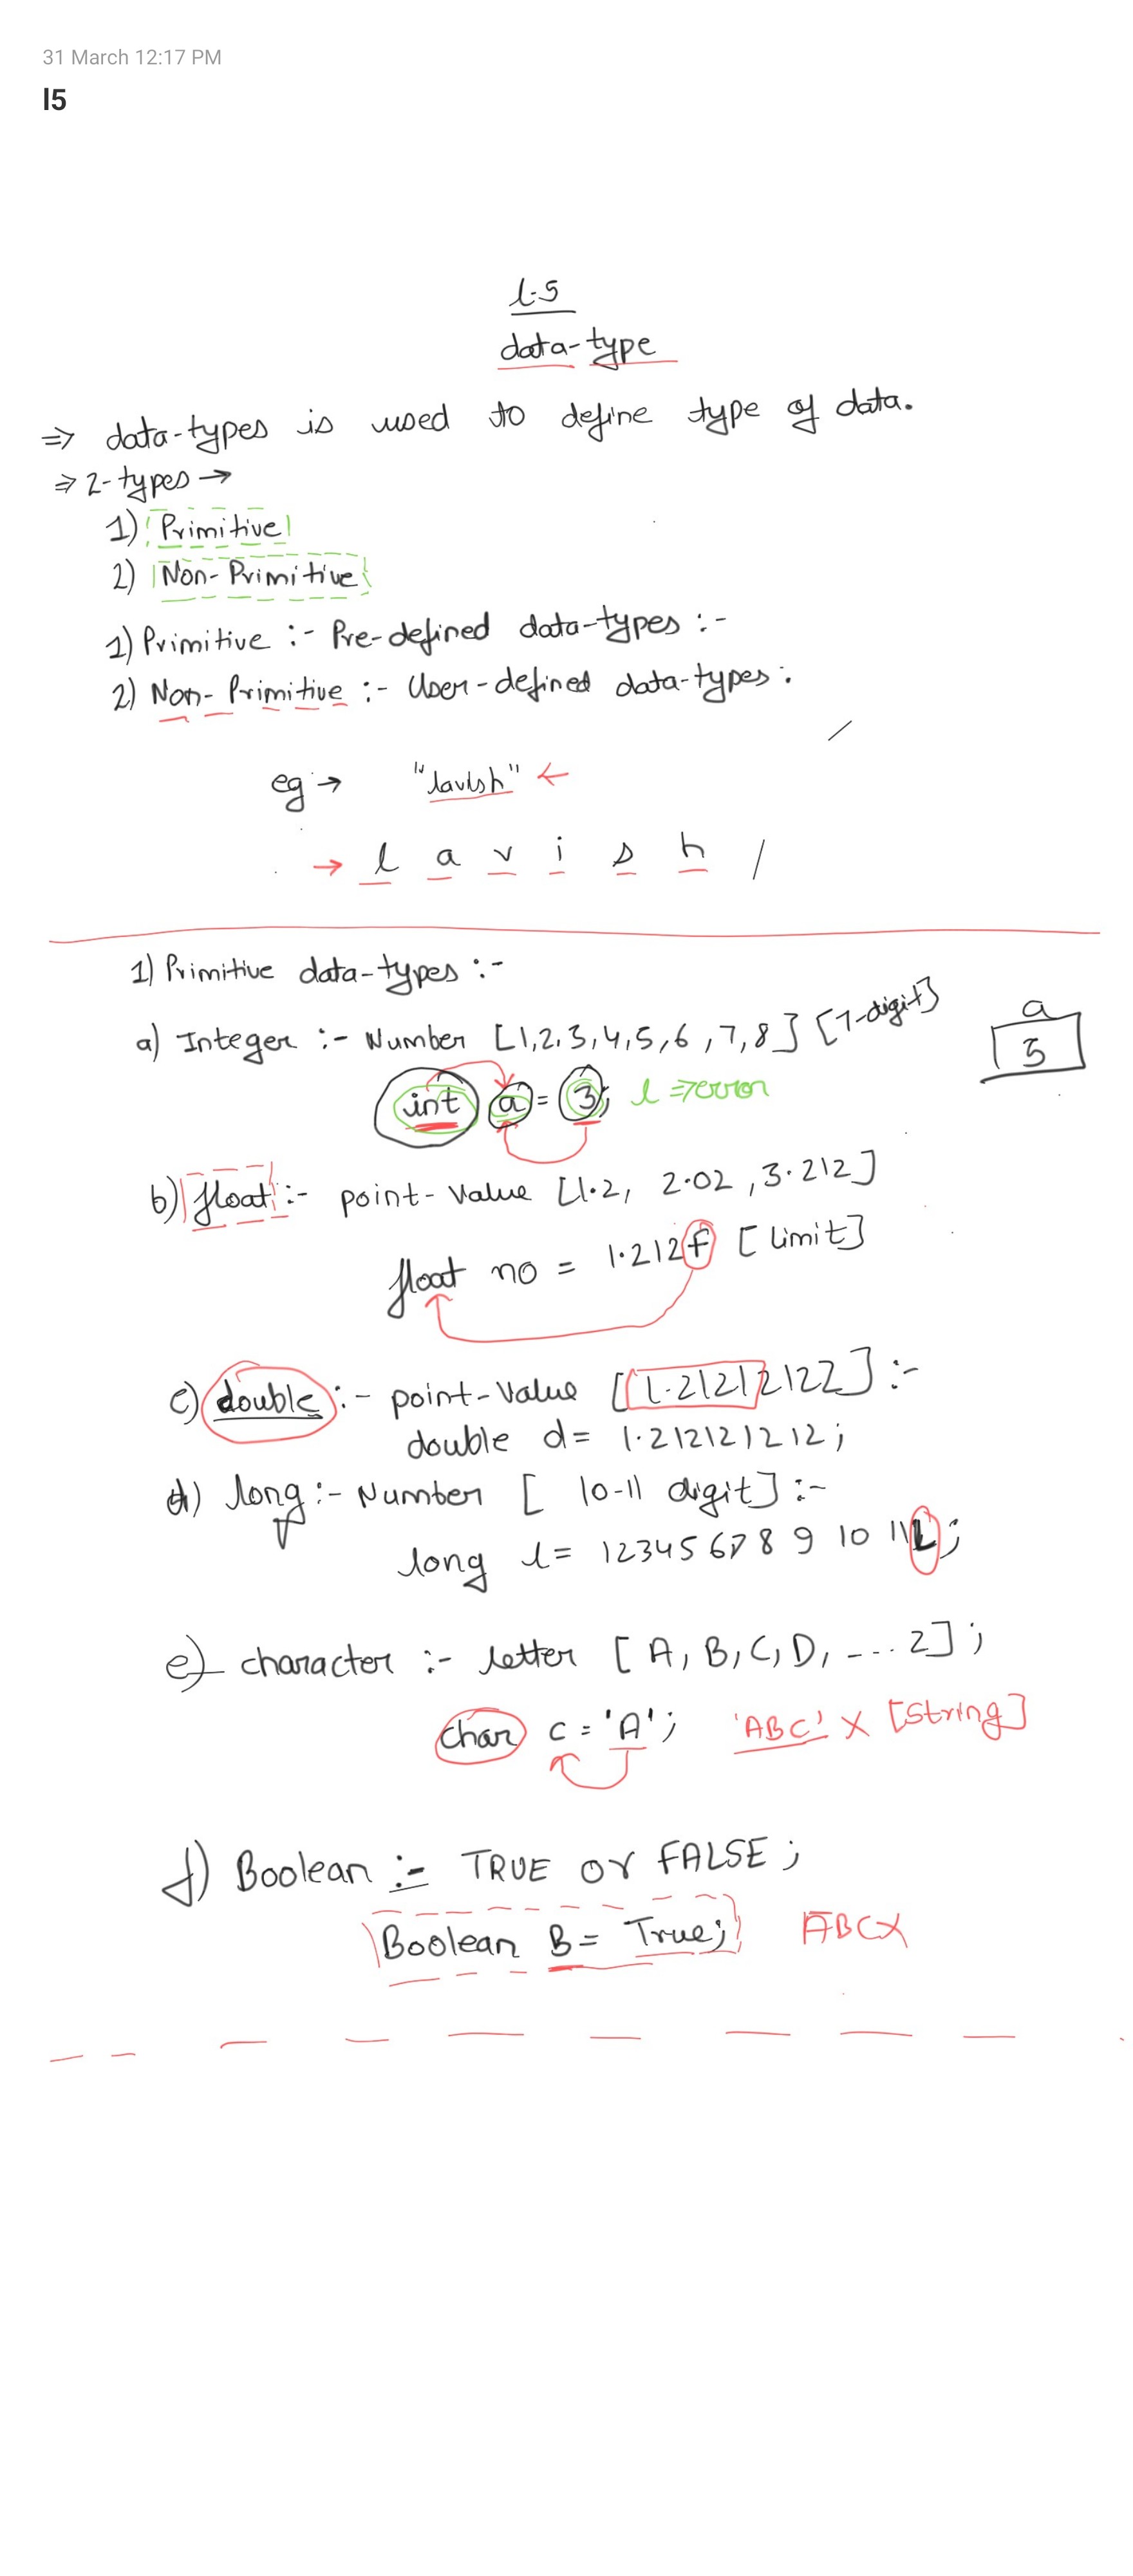 31 March 12:17 PM
l5
l-5
data-type
⇒ data-types is used to define type of data.
⇒ 2-types →
1) Primitive
2) Non-Primitive
1) Primitive :- Pre-defined data-types :-
2) Non-Primitive :- User-defined data-types :
eg → "lavish" ←
→ l a v i s h /
1) Primitive data-types :-
a) Integer :- Number [1,2,3,4,5,6,7,8] [7-digit]
a
3
int a = 3; l ⇒ error
b) float :- point-value [1.2, 2.02, 3.212]
float no = 1.212f [limit]
c) double :- point-value [1.21212122] :-
double d = 1.212121212;
d) long :- Number [ 10-11 digit] :-
long l = 1234567 8 9 10 11L;
e) character :- letter [A, B, C, D, --.. Z] ;
char c = 'A'; 'ABC' X [String]
f) Boolean :- TRUE or FALSE ;
Boolean B = True; ABCX